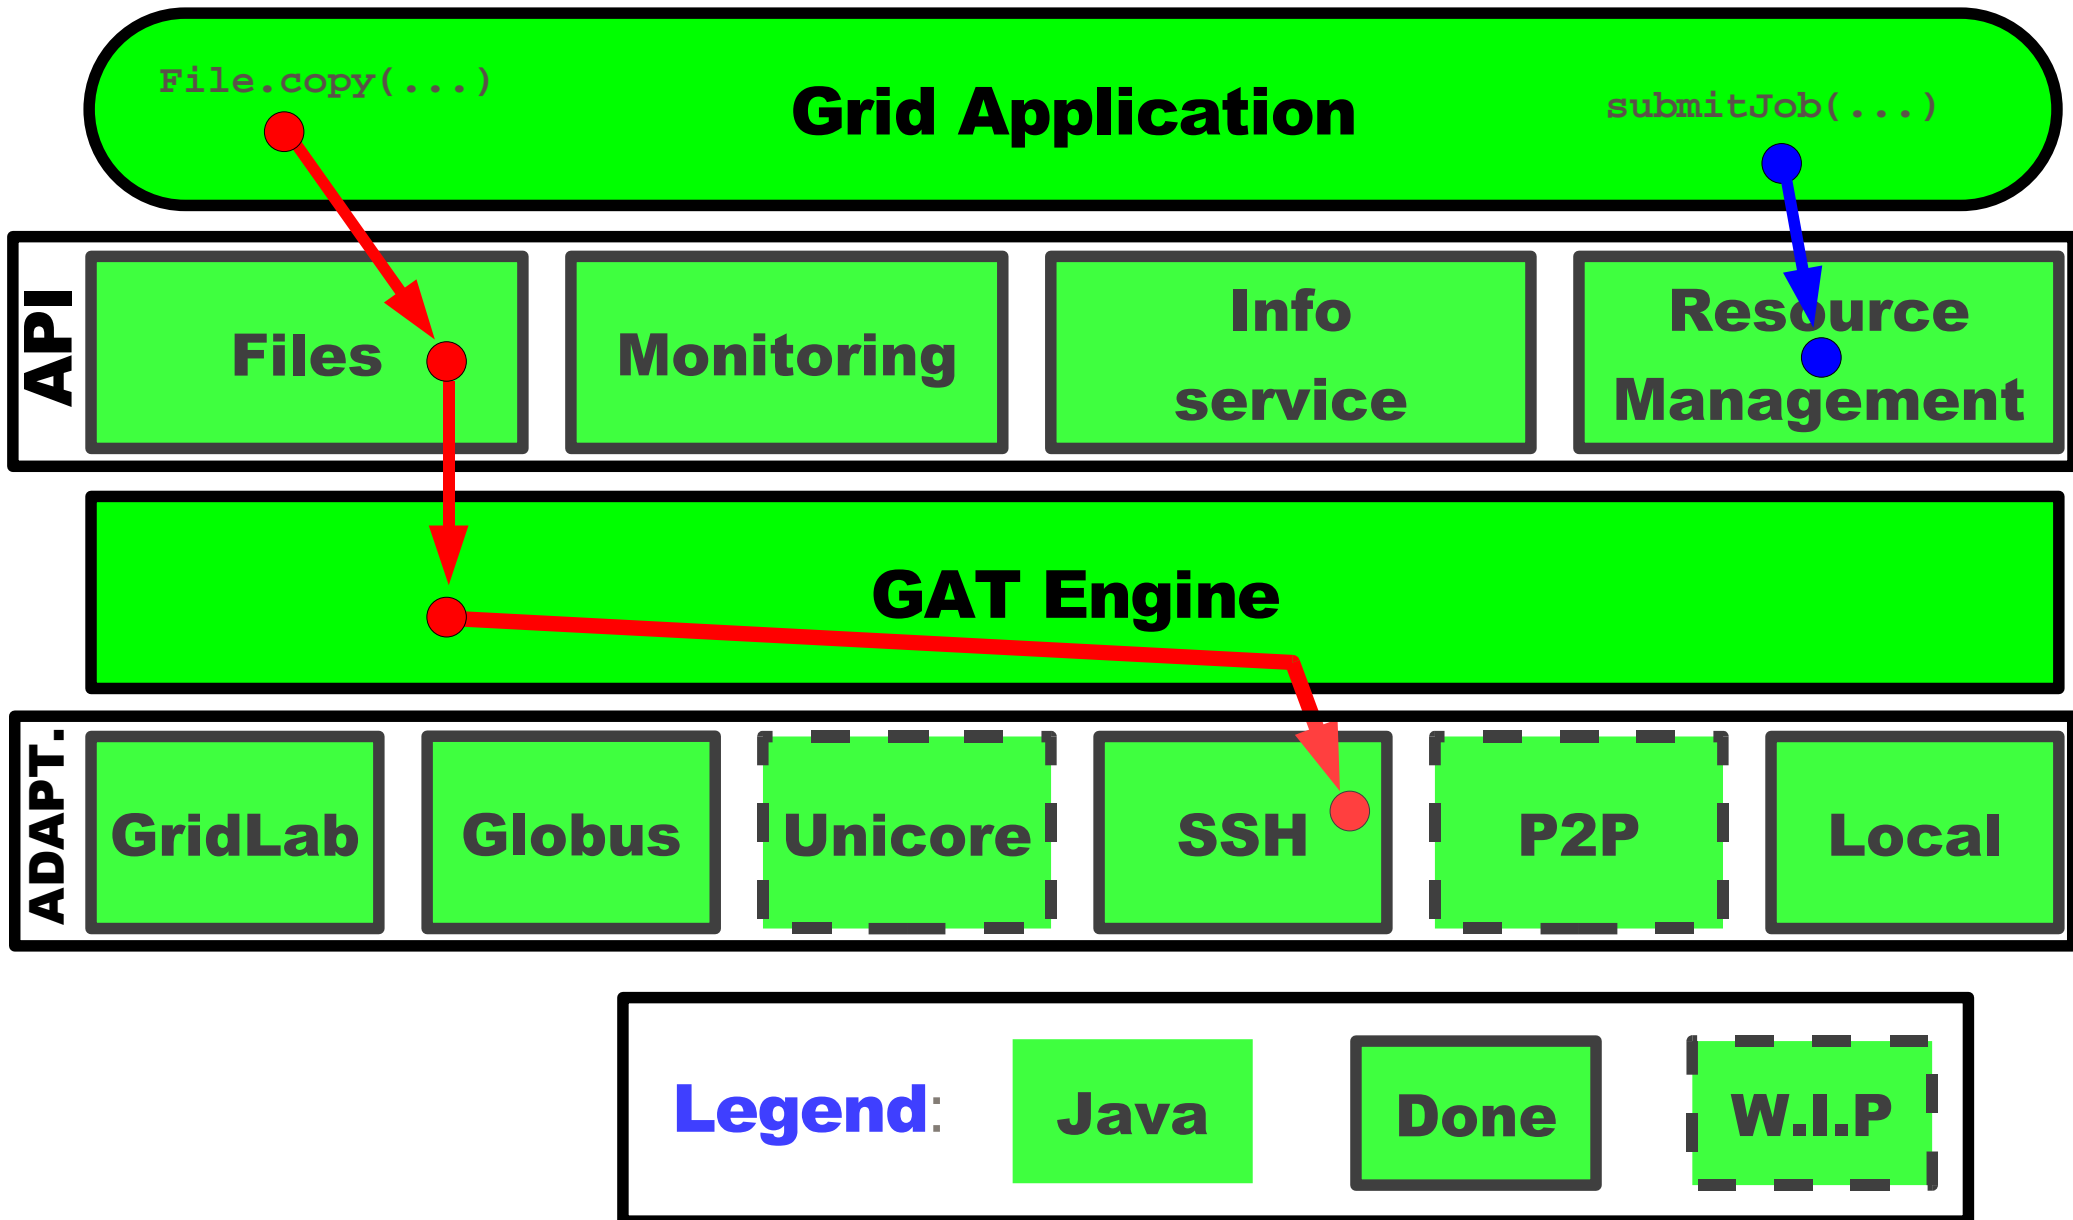 File.copy(...)
Grid Application
submitJob(...)
API
Files
Monitoring
Info
service
Resource
Management
GAT Engine
ADAPT.
GridLab
Globus
Unicore
SSH
P2P
Local
Legend:
Java
Done
W.I.P